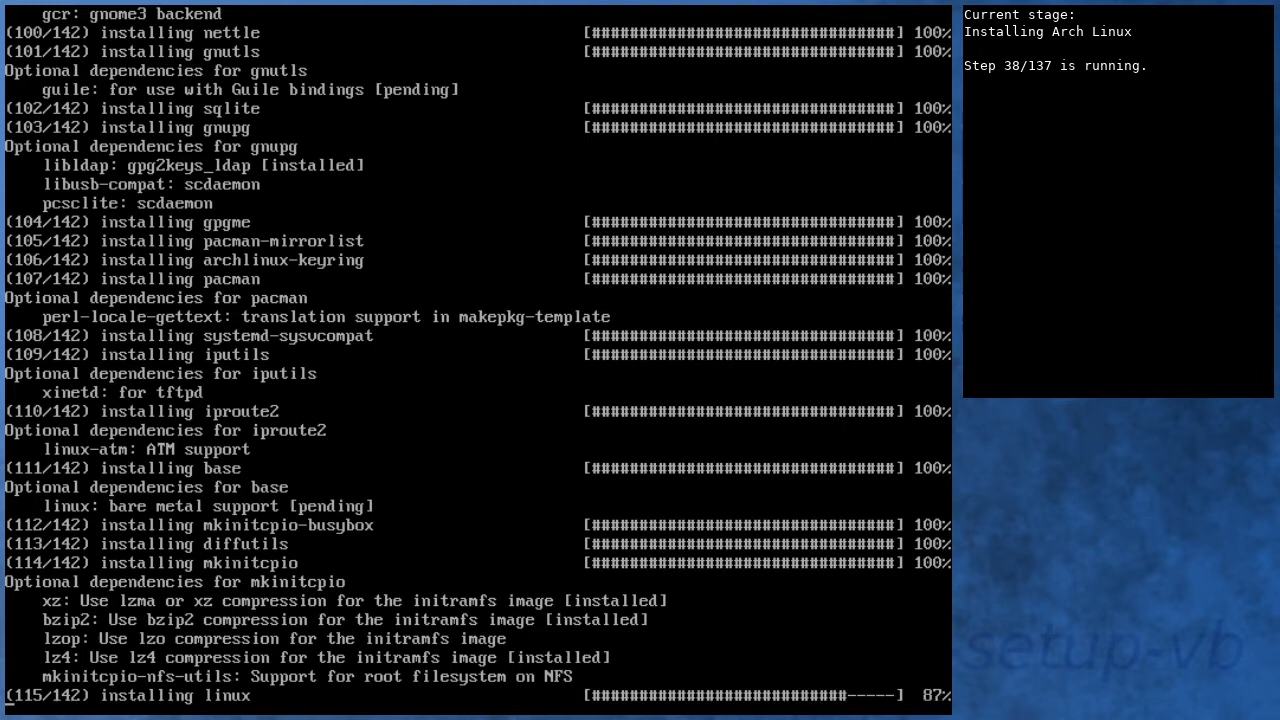 gcr: gnome3 backend
(100/142) installing nettle [################################] 100%
(101/142) installing gnutls [################################] 100%
Optional dependencies for gnutls
    guile: for use with Guile bindings [pending]
(102/142) installing sqlite [################################] 100%
(103/142) installing gnupg [################################] 100%
Optional dependencies for gnupg
    libldap: gpg2keys_ldap [installed]
    libusb-compat: scdaemon
    pcsclite: scdaemon
(104/142) installing gpgme [################################] 100%
(105/142) installing pacman-mirrorlist [################################] 100%
(106/142) installing archlinux-keyring [################################] 100%
(107/142) installing pacman [################################] 100%
Optional dependencies for pacman
    perl-locale-gettext: translation support in makepkg-template
(108/142) installing systemd-sysvcompat [################################] 100%
(109/142) installing iputils [################################] 100%
Optional dependencies for iputils
    xinetd: for tftpd
(110/142) installing iproute2 [################################] 100%
Optional dependencies for iproute2
    linux-atm: ATM support
(111/142) installing base [################################] 100%
Optional dependencies for base
    linux: bare metal support [pending]
(112/142) installing mkinitcpio-busybox [################################] 100%
(113/142) installing diffutils [################################] 100%
(114/142) installing mkinitcpio [################################] 100%
Optional dependencies for mkinitcpio
    xz: Use lzma or xz compression for the initramfs image [installed]
    bzip2: Use bzip2 compression for the initramfs image [installed]
    lzop: Use lzo compression for the initramfs image
    lz4: Use lz4 compression for the initramfs image [installed]
    mkinitcpio-nfs-utils: Support for root filesystem on NFS
(115/142) installing linux [###########################-----] 87%
Current stage:
Installing Arch Linux
Step 38/137 is running.
setup-vb